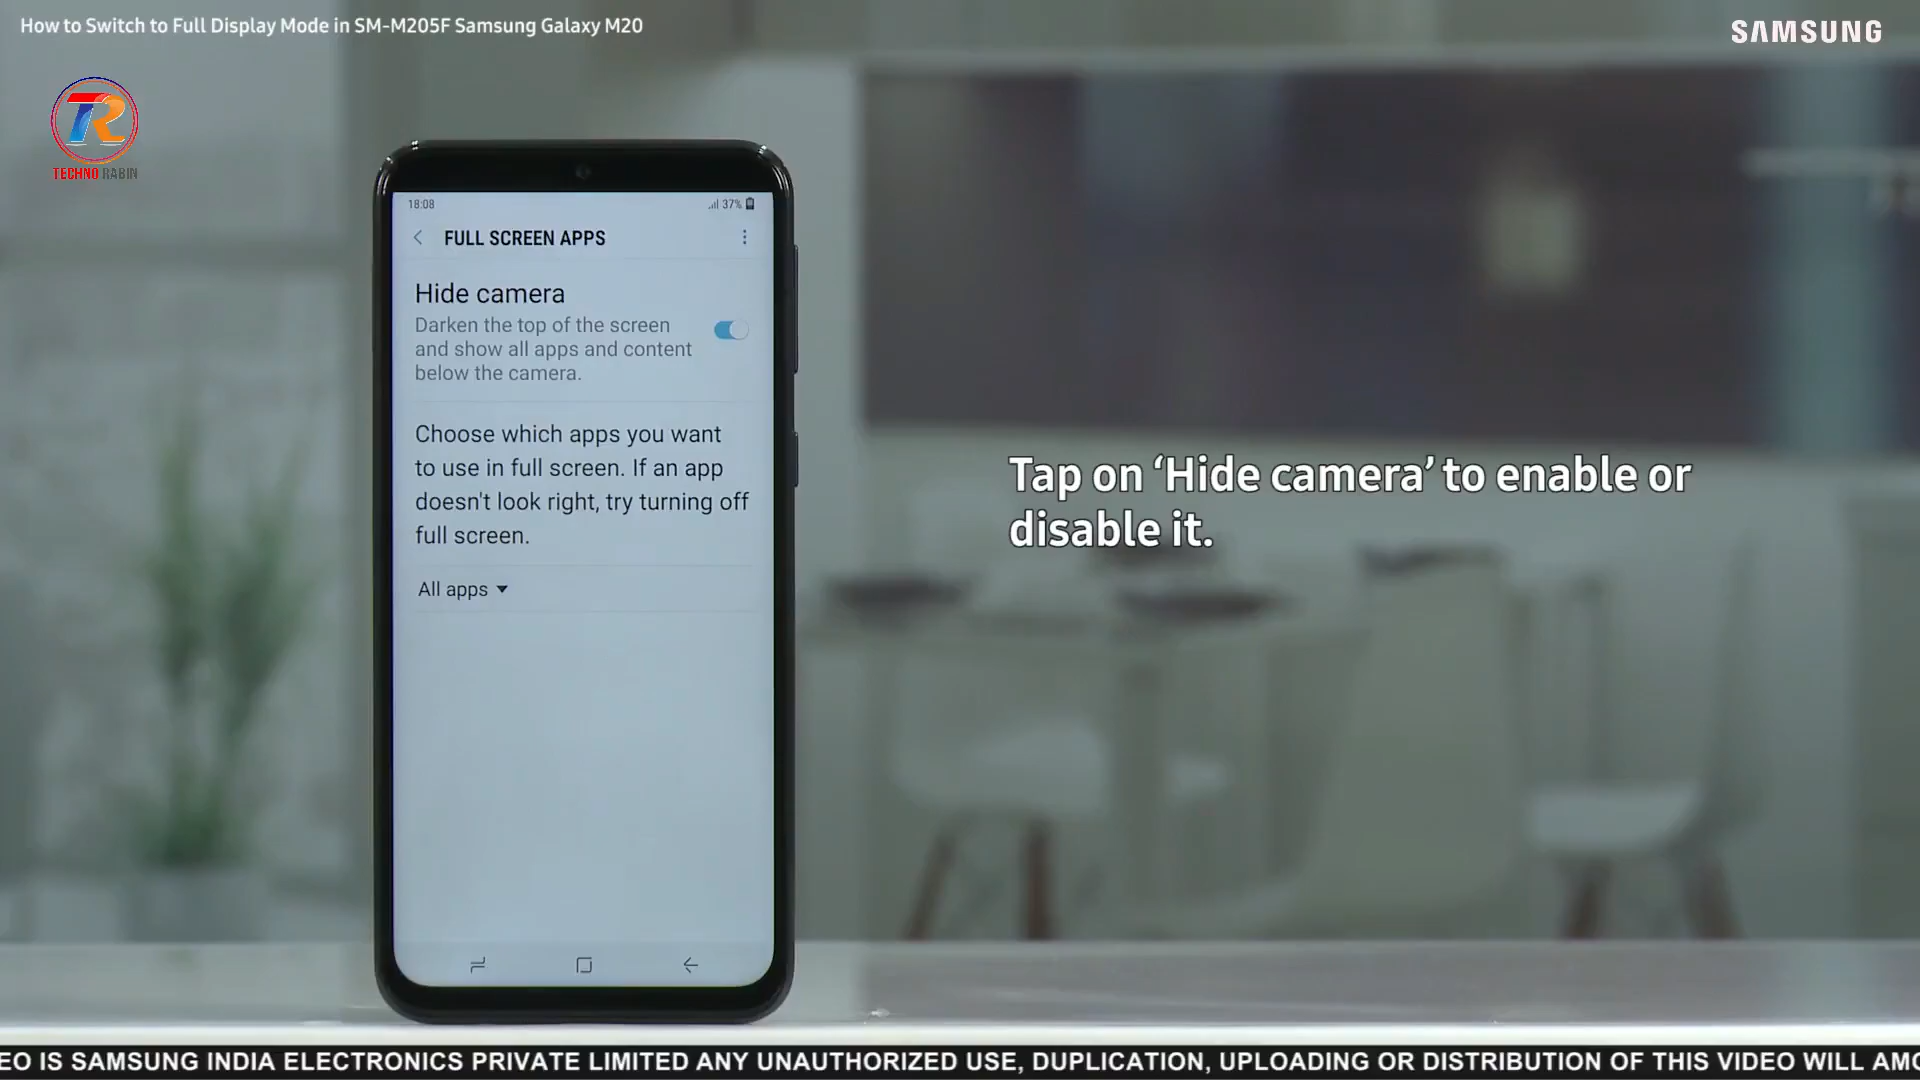 How to Switch to Full Display Mode in SM-M205F Samsung Galaxy M20
SAMSUNG
TR
TECHNO RABIN
18:08
37%
FULL SCREEN APPS
Hide camera
Darken the top of the screen
and show all apps and content
below the camera.
Choose which apps you want
to use in full screen. If an app
doesn't look right, try turning off
full screen.
All apps
Tap on ‘Hide camera’ to enable or
disable it.
EO IS SAMSUNG INDIA ELECTRONICS PRIVATE LIMITED ANY UNAUTHORIZED USE, DUPLICATION, UPLOADING OR DISTRIBUTION OF THIS VIDEO WILL AMO